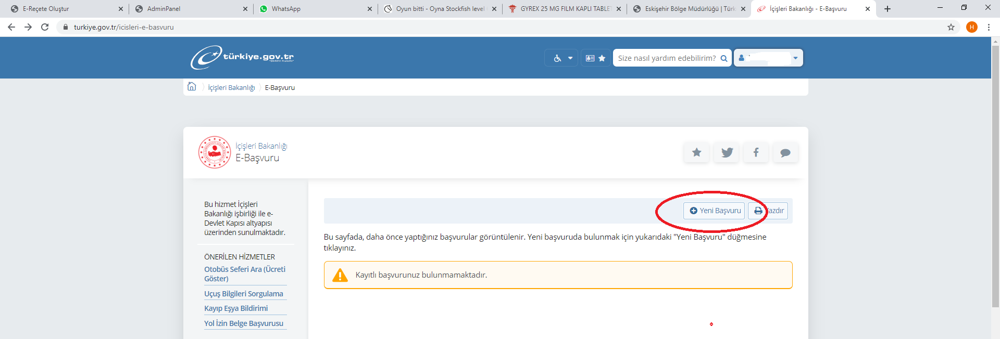 E-Reçete Oluştur
AdminPanel
WhatsApp
Oyun bitti - Oyna Stockfish level
GYREX 25 MG FILM KAPLI TABLET
Eskişehir Bölge Müdürlüğü | Türk
İçişleri Bakanlığı - E-Başvuru
turkiye.gov.tr/icisleri-e-basvuru
H
türkiye.gov.tr
Size nasıl yardım edebilirim?
İçişleri Bakanlığı
E-Başvuru
İçişleri Bakanlığı
E-Başvuru
Bu hizmet İçişleri
Bakanlığı işbirliği ile e-
Devlet Kapısı altyapısı
üzerinden sunulmaktadır.
ÖNERİLEN HİZMETLER
Otobüs Seferi Ara (Ücreti
Göster)
Uçuş Bilgileri Sorgulama
Kayıp Eşya Bildirimi
Yol İzin Belge Başvurusu
Yeni Başvuru
Yazdır
Bu sayfada, daha önce yaptığınız başvurular görüntülenir. Yeni başvuruda bulunmak için yukarıdaki "Yeni Başvuru" düğmesine
tıklayınız.
Kayıtlı başvurunuz bulunmamaktadır.